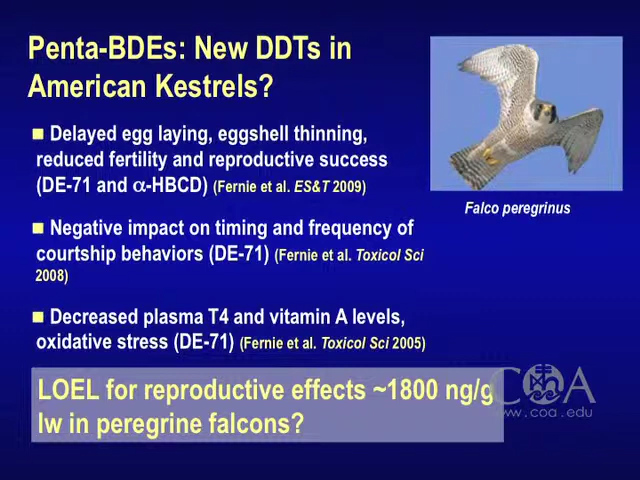 Penta-BDEs: New DDTs in
American Kestrels?
Delayed egg laying, eggshell thinning,
reduced fertility and reproductive success
(DE-71 and α-HBCD) (Fernie et al. ES&T 2009)
Falco peregrinus
Negative impact on timing and frequency of
courtship behaviors (DE-71) (Fernie et al. Toxicol Sci
2008)
Decreased plasma T4 and vitamin A levels,
oxidative stress (DE-71) (Fernie et al. Toxicol Sci 2005)
LOEL for reproductive effects ~1800 ng/g
lw in peregrine falcons?
COA
www.coa.edu